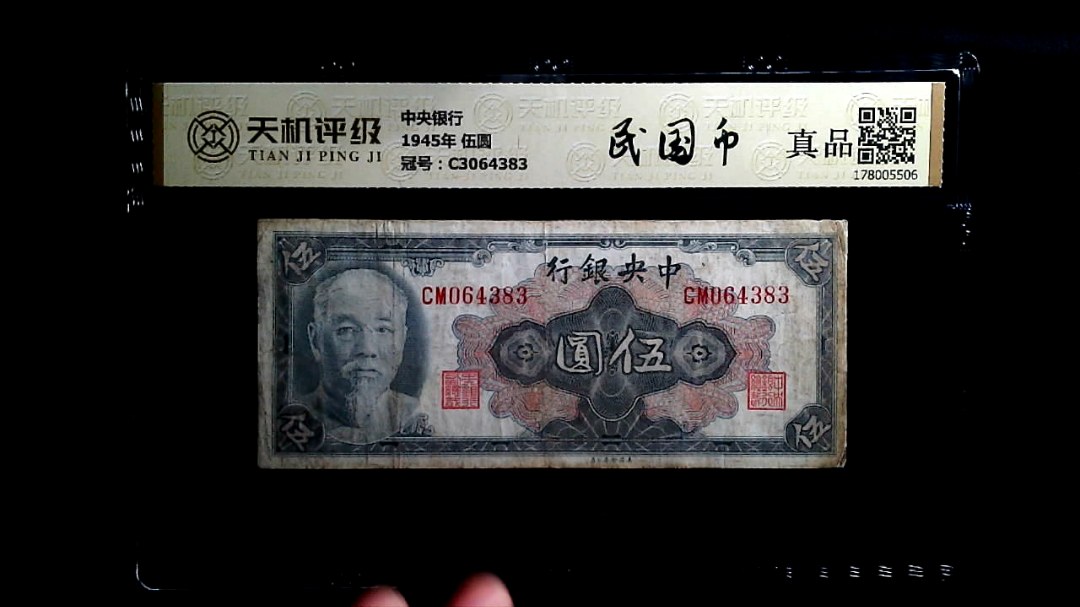 天机评级
TIAN JI PING JI
中央银行
1945年 伍圆
冠号：C3064383
民国币
真品
178005506
伍
伍
行銀央中
CM064383
CM064383
圓伍
伍
伍